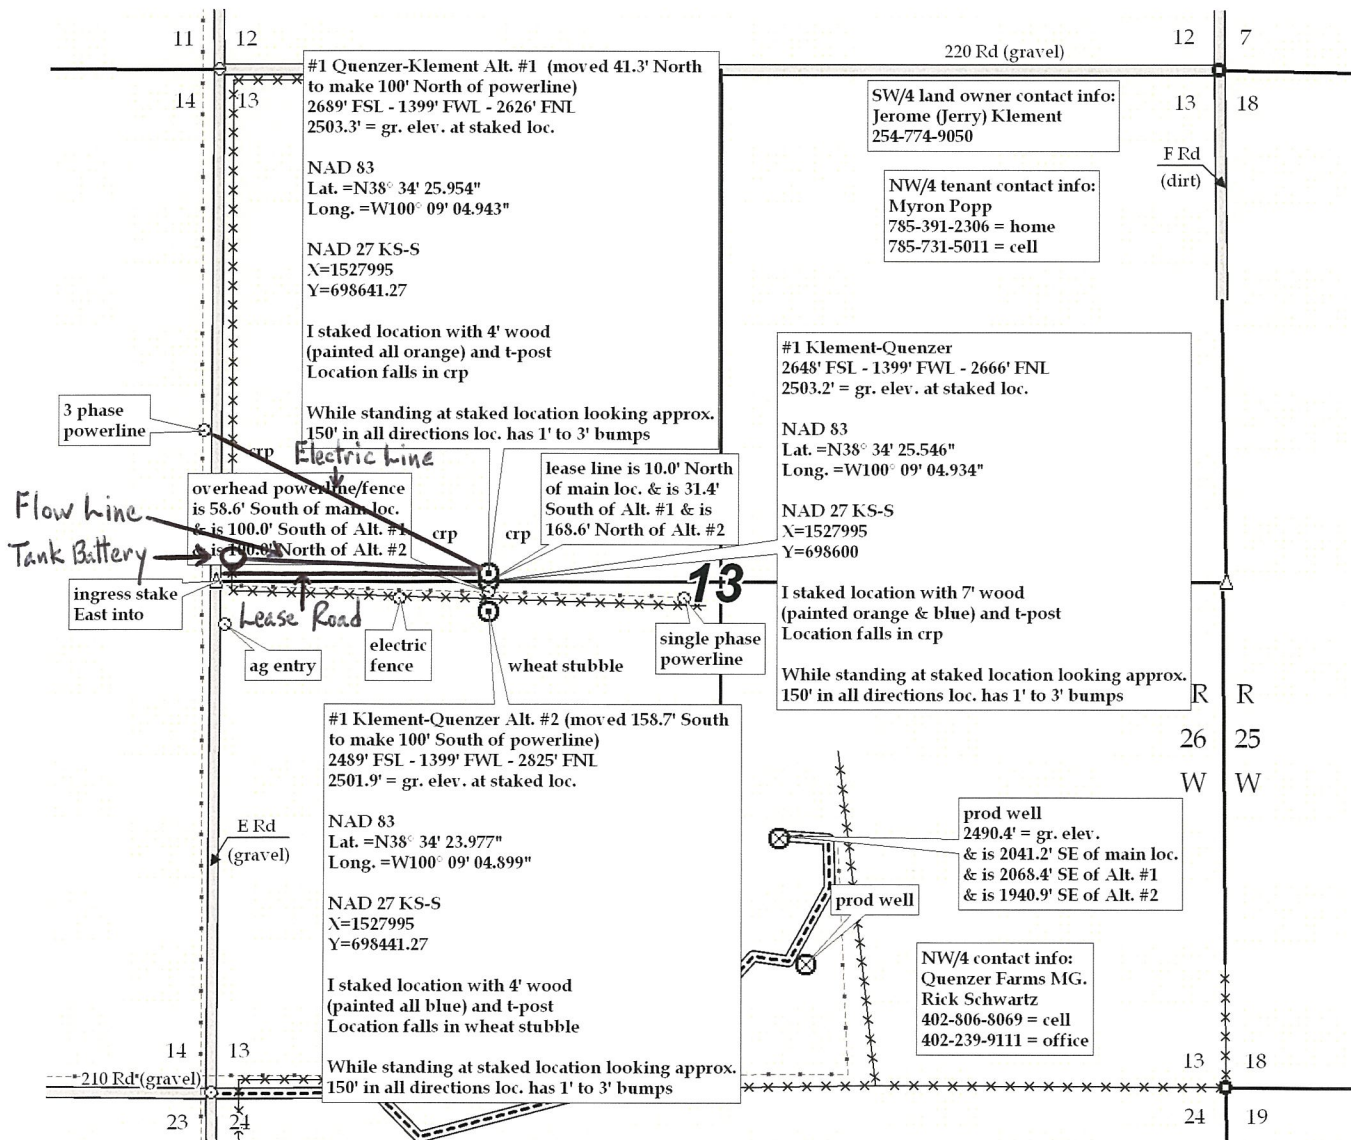 11
12
12
7
220 Rd (gravel)
14
13
13
18
#1 Quenzer-Klement Alt. #1 (moved 41.3' North
to make 100' North of powerline)
2689' FSL - 1399' FWL - 2626' FNL
2503.3' = gr. elev. at staked loc.
NAD 83
Lat. =N38° 34' 25.954"
Long. =W100° 09' 04.943"
NAD 27 KS-S
X=1527995
Y=698641.27
I staked location with 4' wood
(painted all orange) and t-post
Location falls in crp
While standing at staked location looking approx.
150' in all directions loc. has 1' to 3' bumps
SW/4 land owner contact info:
Jerome (Jerry) Klement
254-774-9050
F Rd
(dirt)
NW/4 tenant contact info:
Myron Popp
785-391-2306 = home
785-731-5011 = cell
#1 Klement-Quenzer
2648' FSL - 1399' FWL - 2666' FNL
2503.2' = gr. elev. at staked loc.
NAD 83
Lat. =N38° 34' 25.546"
Long. =W100° 09' 04.934"
NAD 27 KS-S
X=1527995
Y=698600
I staked location with 7' wood
(painted orange & blue) and t-post
Location falls in crp
While standing at staked location looking approx.
150' in all directions loc. has 1' to 3' bumps
3 phase
powerline
crp
Electric Line
lease line is 10.0' North
of main loc. & is 31.4'
South of Alt. #1 & is
168.6' North of Alt. #2
overhead powerline/fence
is 58.6' South of main loc.
& is 100.0' South of Alt. #1
& is 100.0' North of Alt. #2
crp
crp
Flow Line
Tank Battery
ingress stake
East into
Lease Road
13
ag entry
electric
fence
wheat stubble
single phase
powerline
R
R
26
25
W
W
#1 Klement-Quenzer Alt. #2 (moved 158.7' South
to make 100' South of powerline)
2489' FSL - 1399' FWL - 2825' FNL
2501.9' = gr. elev. at staked loc.
NAD 83
Lat. =N38° 34' 23.977"
Long. =W100° 09' 04.899"
NAD 27 KS-S
X=1527995
Y=698441.27
I staked location with 4' wood
(painted all blue) and t-post
Location falls in wheat stubble
While standing at staked location looking approx.
150' in all directions loc. has 1' to 3' bumps
E Rd
(gravel)
prod well
2490.4' = gr. elev.
& is 2041.2' SE of main loc.
& is 2068.4' SE of Alt. #1
& is 1940.9' SE of Alt. #2
prod well
NW/4 contact info:
Quenzer Farms MG.
Rick Schwartz
402-806-8069 = cell
402-239-9111 = office
14
13
13
18
210 Rd (gravel)
23
24
24
19